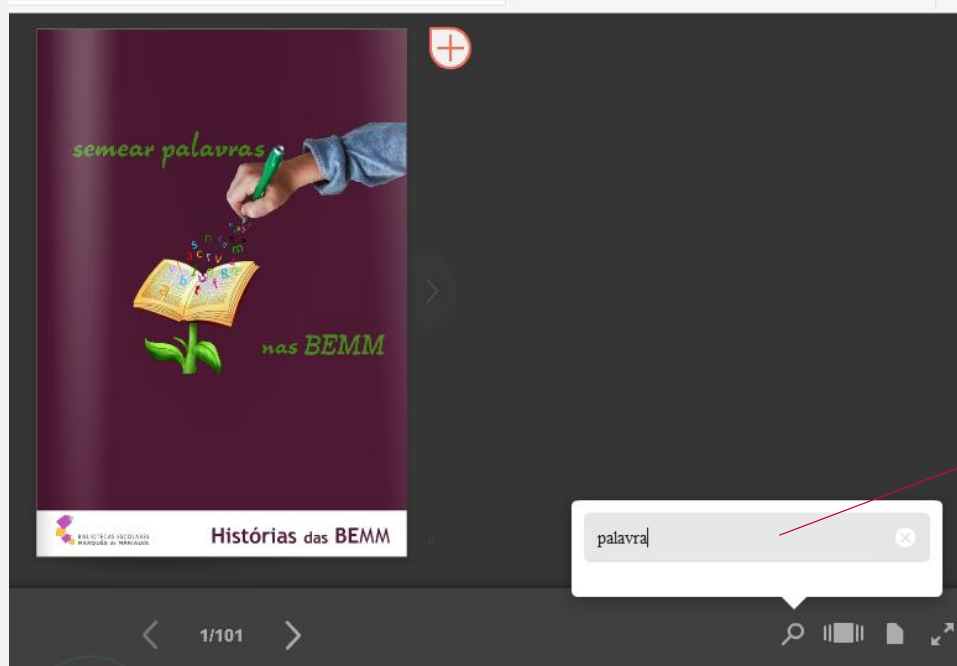 semear palavras
nas BEMM
BIBLIOTECAS ESCOLARES
MARQUÊS DE MARIALVA
Histórias das BEMM
palavra
1/101